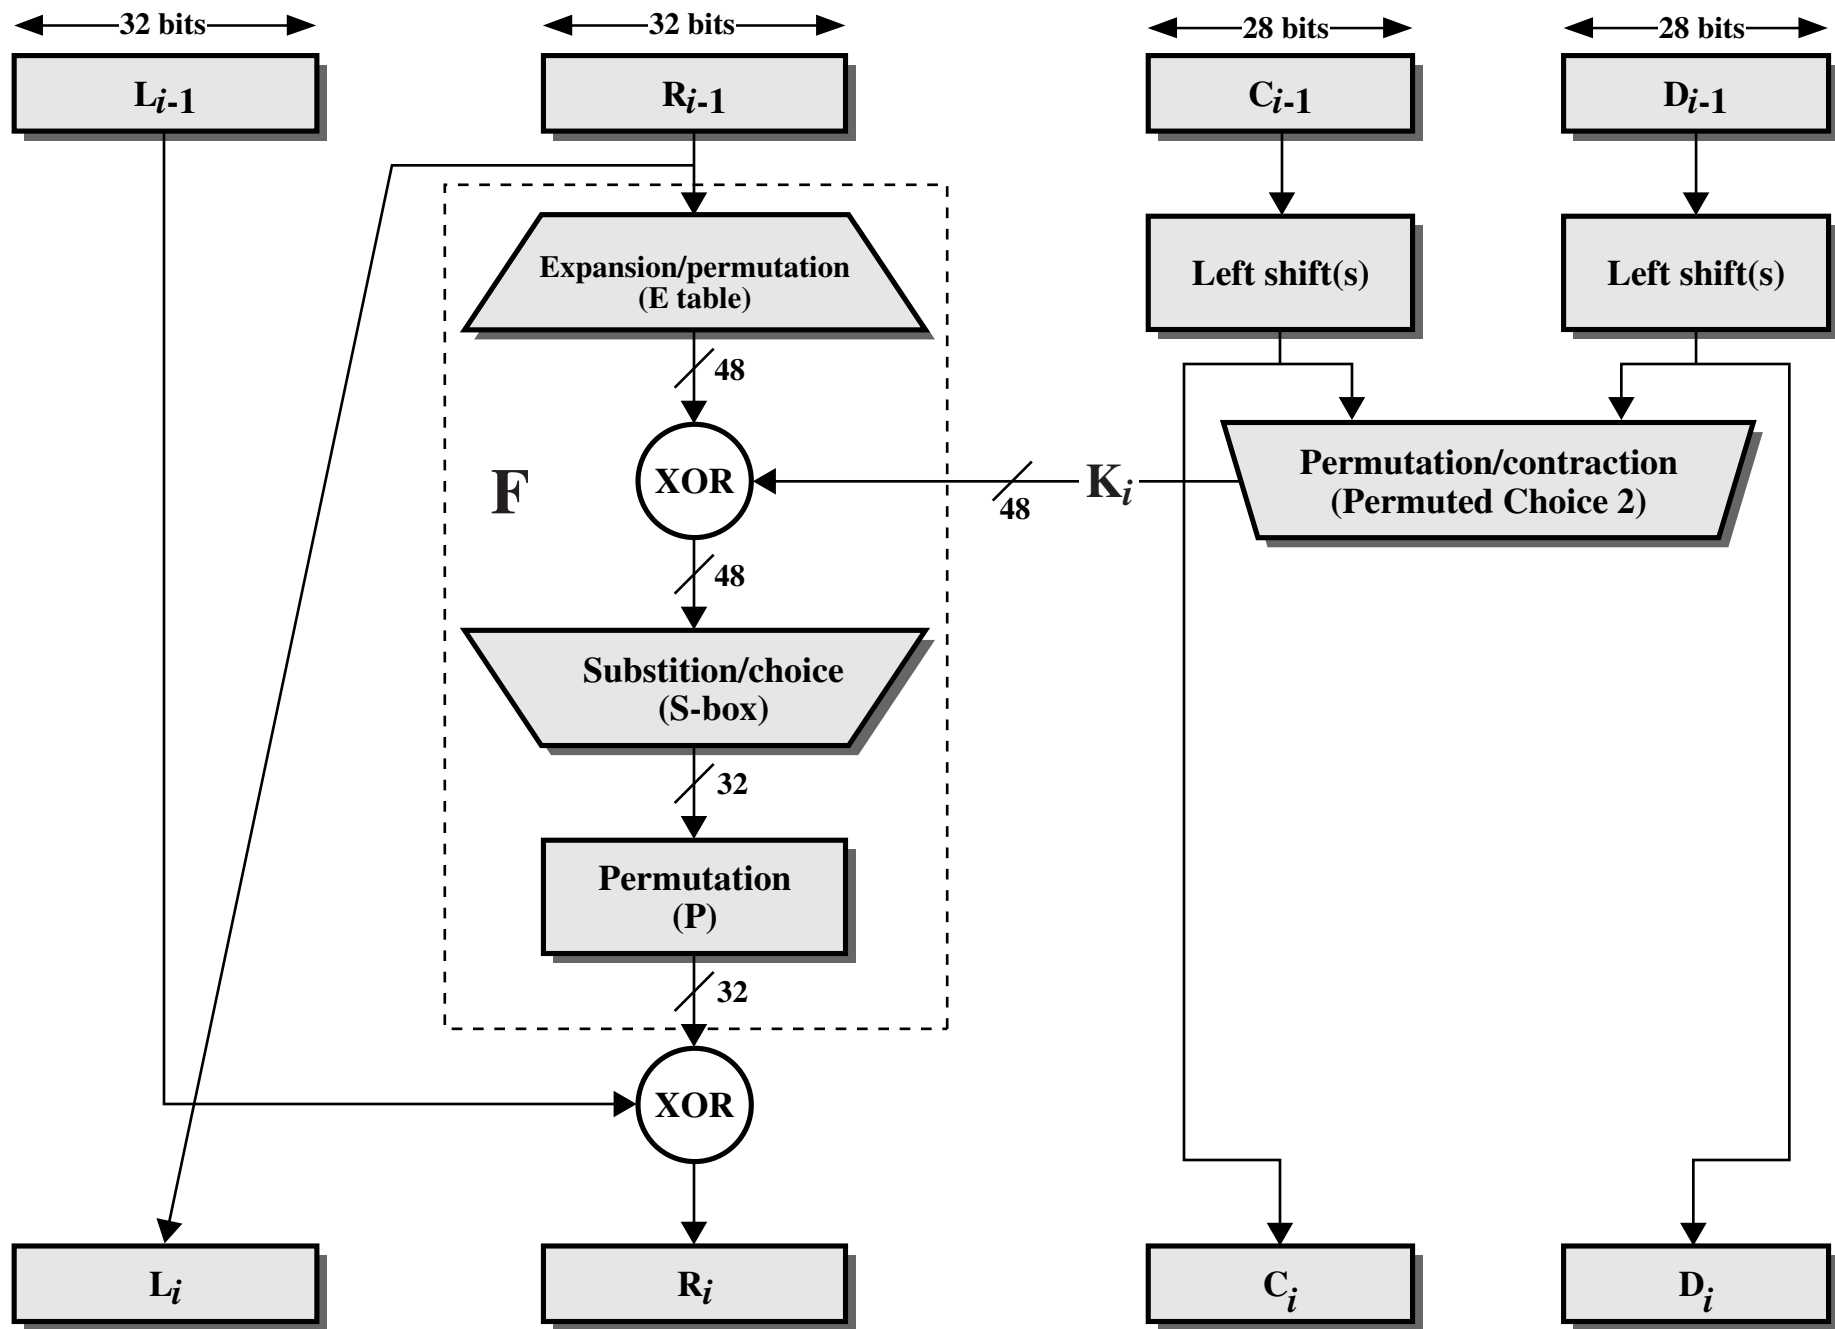 32 bits
32 bits
28 bits
28 bits
Li-1
Ri-1
Ci-1
Di-1
Expansion/permutation
(E table)
Left shift(s)
Left shift(s)
48
F
XOR
48
Ki
Permutation/contraction
(Permuted Choice 2)
48
Substition/choice
(S-box)
32
Permutation
(P)
32
XOR
Li
Ri
Ci
Di